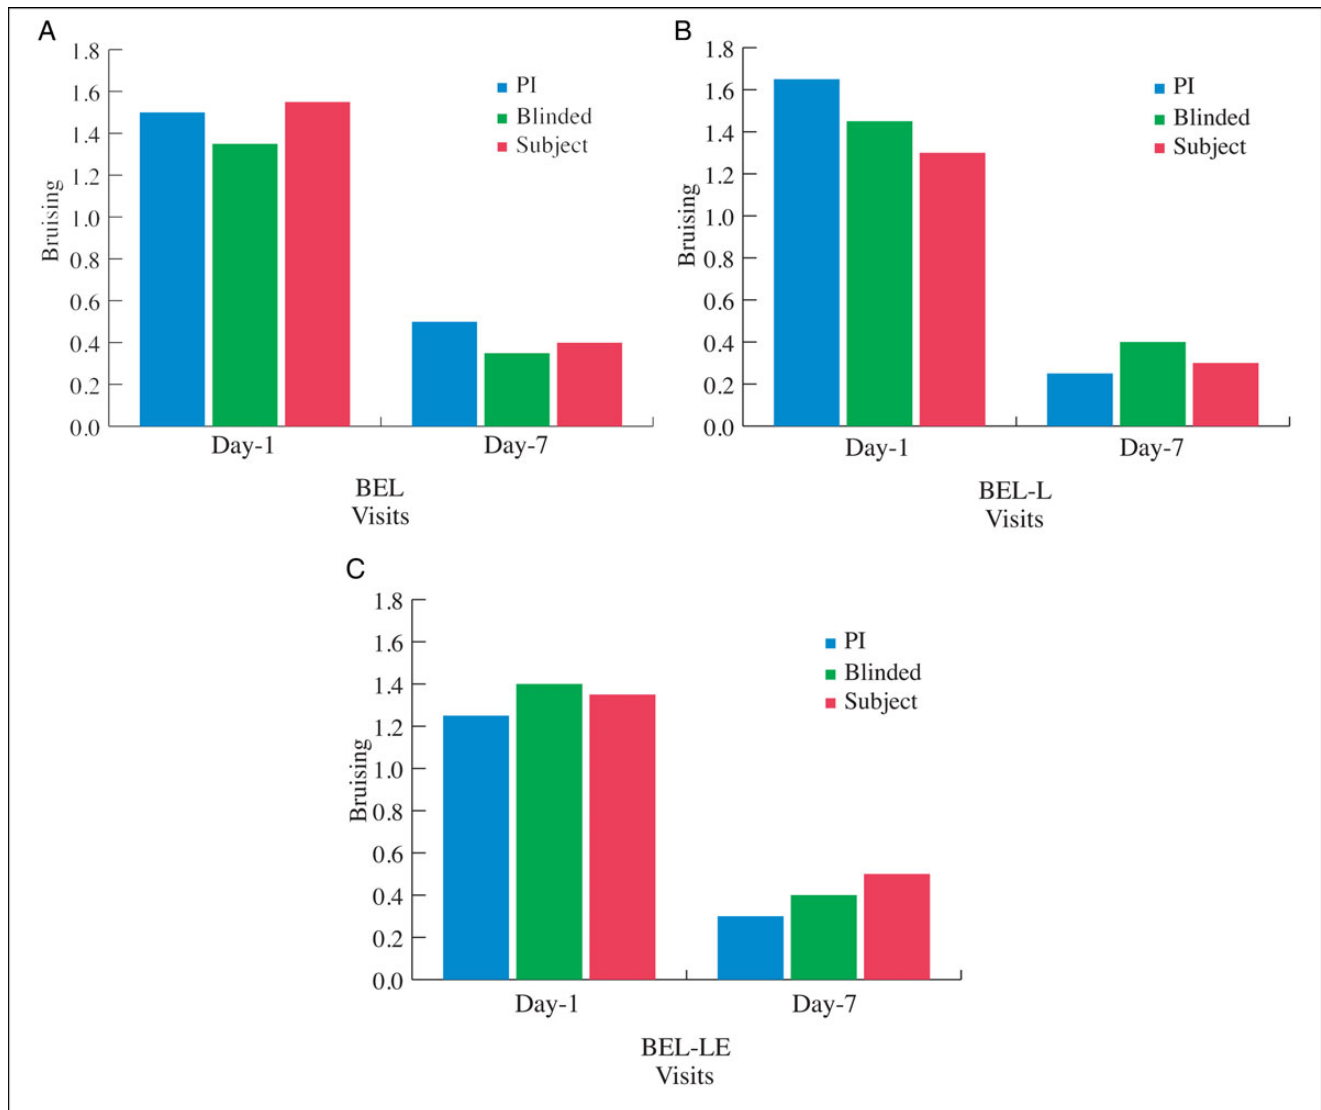 A
1.8
1.6
1.4
1.2
1.0
0.8
0.6
0.4
0.2
0.0
Bruising
PI
Blinded
Subject
Day-1
Day-7
BEL
Visits
B
1.8
1.6
1.4
1.2
1.0
0.8
0.6
0.4
0.2
0.0
Bruising
PI
Blinded
Subject
Day-1
Day-7
BEL-L
Visits
C
1.8
1.6
1.4
1.2
1.0
0.8
0.6
0.4
0.2
0.0
Bruising
PI
Blinded
Subject
Day-1
Day-7
BEL-LE
Visits